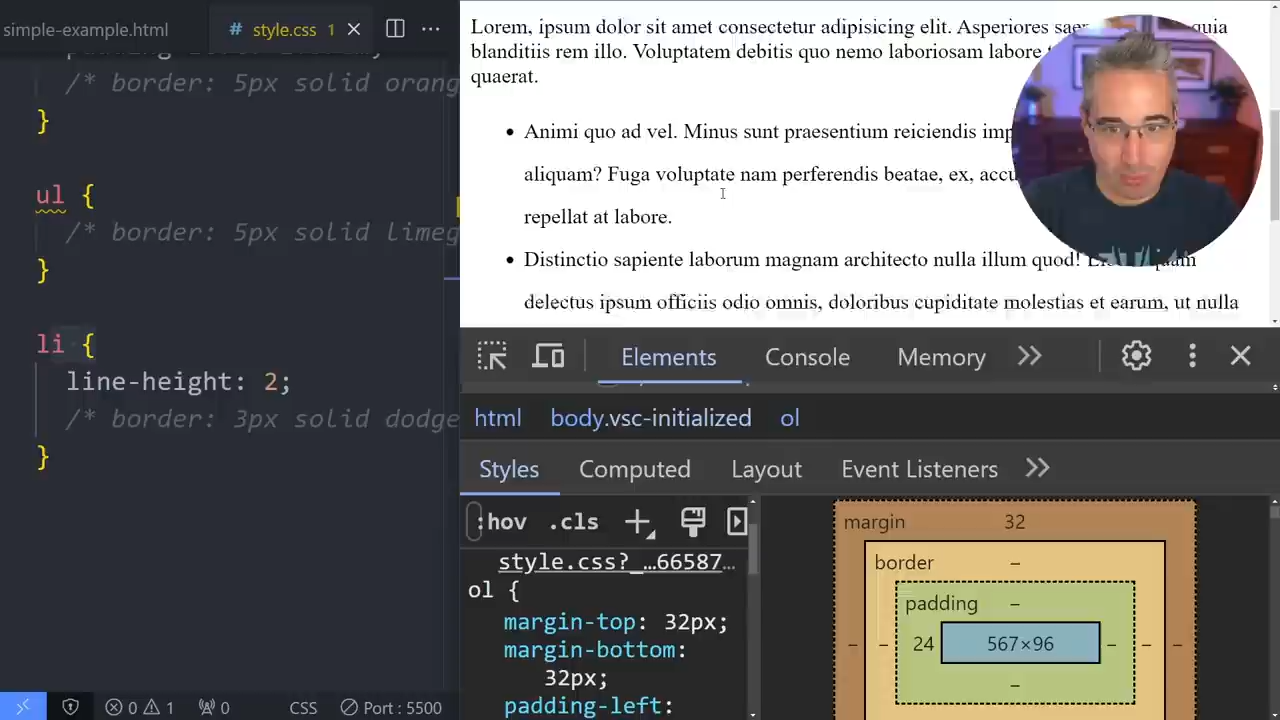 simple-example.html
# style.css 1
/* border: 5px solid orang
}
ul {
/* border: 5px solid limeg
}
li {
line-height: 2;
/* border: 3px solid dodge
}
0 1 0 CSS Port : 5500
Lorem, ipsum dolor sit amet consectetur adipisicing elit. Asperiores quia
blanditiis rem illo. Voluptatem debitis quo nemo laboriosam labore
quaerat.
• Animi quo ad vel. Minus sunt praesentium reiciendis
aliquam? Fuga voluptate nam perferendis beatae, ex,
repellat at labore.
• Distinctio sapiente laborum magnam architecto nulla illum quod!
delectus ipsum officiis odio omnis, doloribus cupiditate molestias et earum, ut nulla
Elements Console Memory
html body.vsc-initialized ol
Styles Computed Layout Event Listeners
:hov .cls
style.css?_…66587…
ol {
margin-top: 32px;
margin-bottom:
32px;
padding-left:
margin 32
border –
padding –
– – 24 567×96 – – –
–